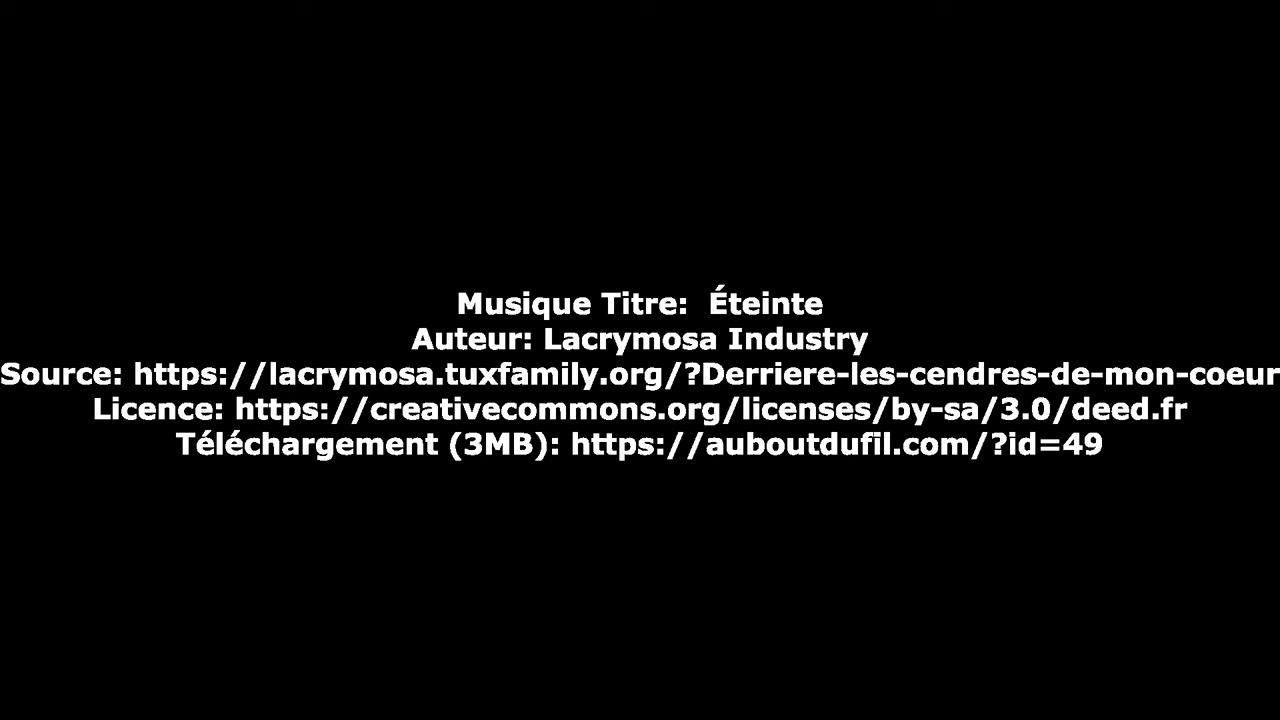 Musique Titre:  Éteinte
Auteur: Lacrymosa Industry
Source: https://lacrymosa.tuxfamily.org/?Derriere-les-cendres-de-mon-coeur
Licence: https://creativecommons.org/licenses/by-sa/3.0/deed.fr
Téléchargement (3MB): https://auboutdufil.com/?id=49